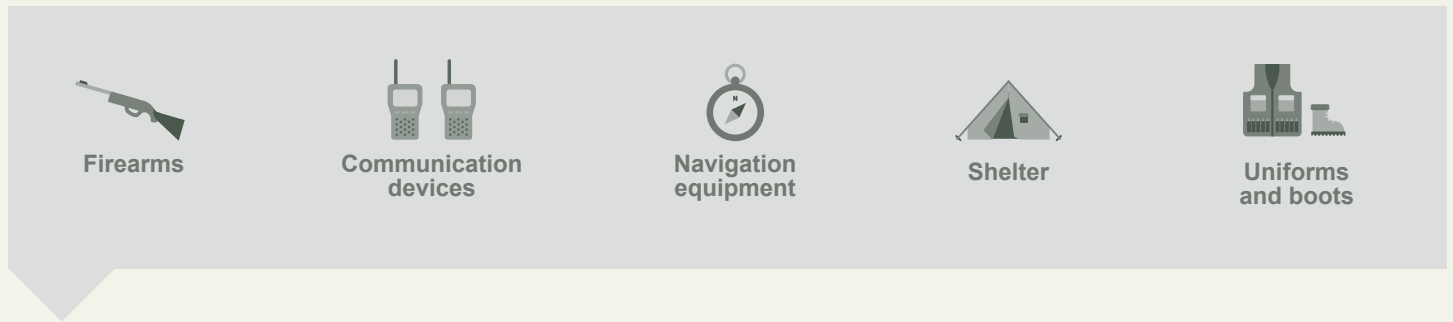 N
Firearms
Communication
devices
Navigation
equipment
Shelter
Uniforms
and boots